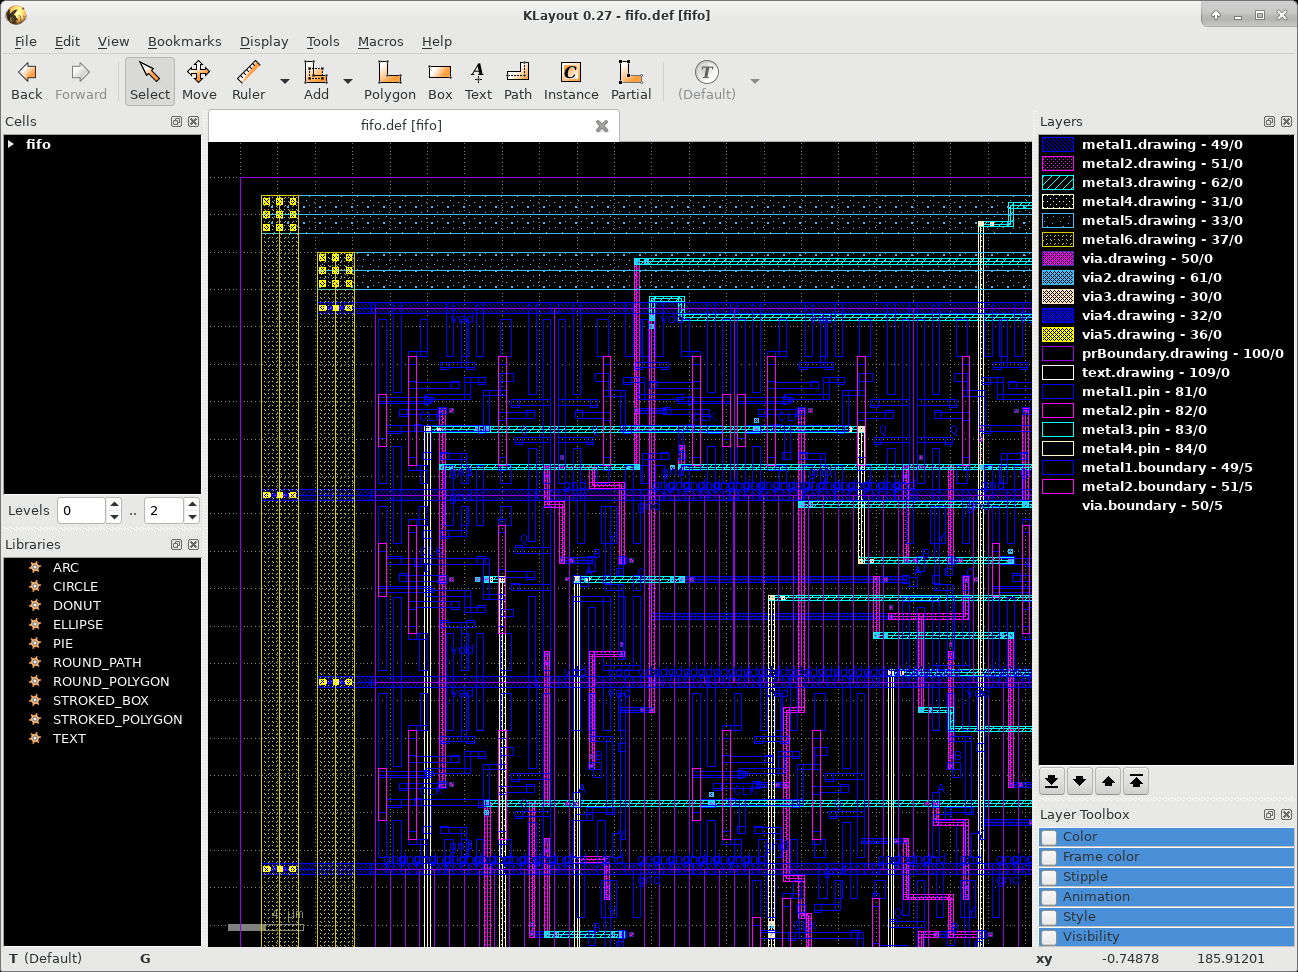 KLayout 0.27 - fifo.def [fifo]
File Edit View Bookmarks Display Tools Macros Help
Back Forward Select Move Ruler Add Polygon Box Text Path Instance Partial (Default)
Cells
fifo
Levels 0 .. 2
Libraries
ARC
CIRCLE
DONUT
ELLIPSE
PIE
ROUND_PATH
ROUND_POLYGON
STROKED_BOX
STROKED_POLYGON
TEXT
fifo.def [fifo]
vdd
vdd
vdd
4 µm
Layers
metal1.drawing - 49/0
metal2.drawing - 51/0
metal3.drawing - 62/0
metal4.drawing - 31/0
metal5.drawing - 33/0
metal6.drawing - 37/0
via.drawing - 50/0
via2.drawing - 61/0
via3.drawing - 30/0
via4.drawing - 32/0
via5.drawing - 36/0
prBoundary.drawing - 100/0
text.drawing - 109/0
metal1.pin - 81/0
metal2.pin - 82/0
metal3.pin - 83/0
metal4.pin - 84/0
metal1.boundary - 49/5
metal2.boundary - 51/5
via.boundary - 50/5
Layer Toolbox
Color
Frame color
Stipple
Animation
Style
Visibility
T (Default) G xy -0.74878 185.91201